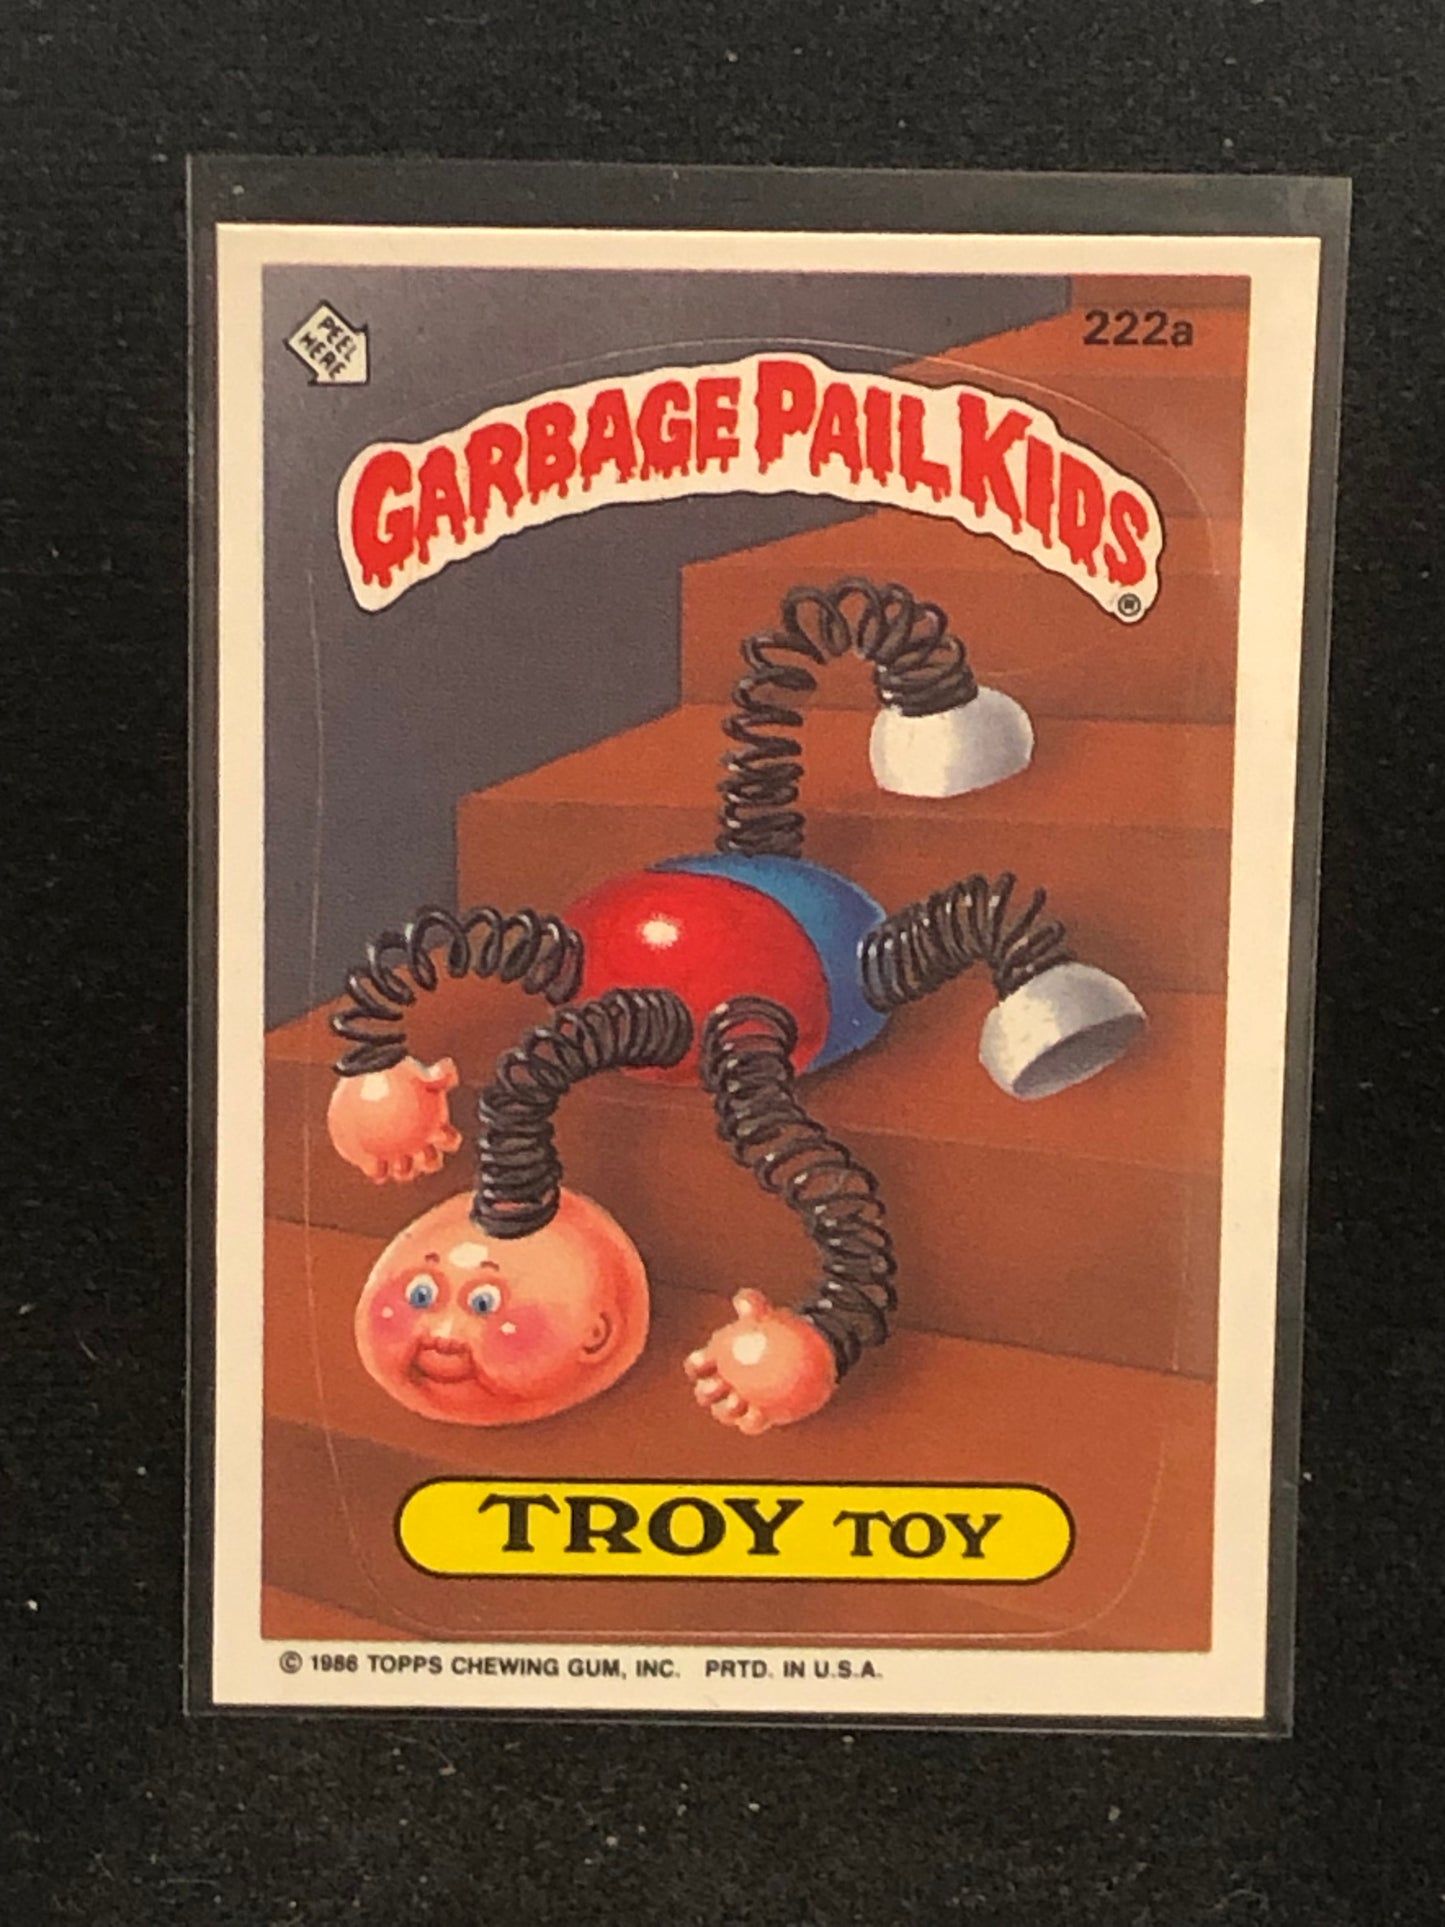 PEEL
HERE
222a
GARBAGE PAIL KIDS
®
TROY TOY
© 1986 TOPPS CHEWING GUM, INC. PRTD. IN U.S.A.